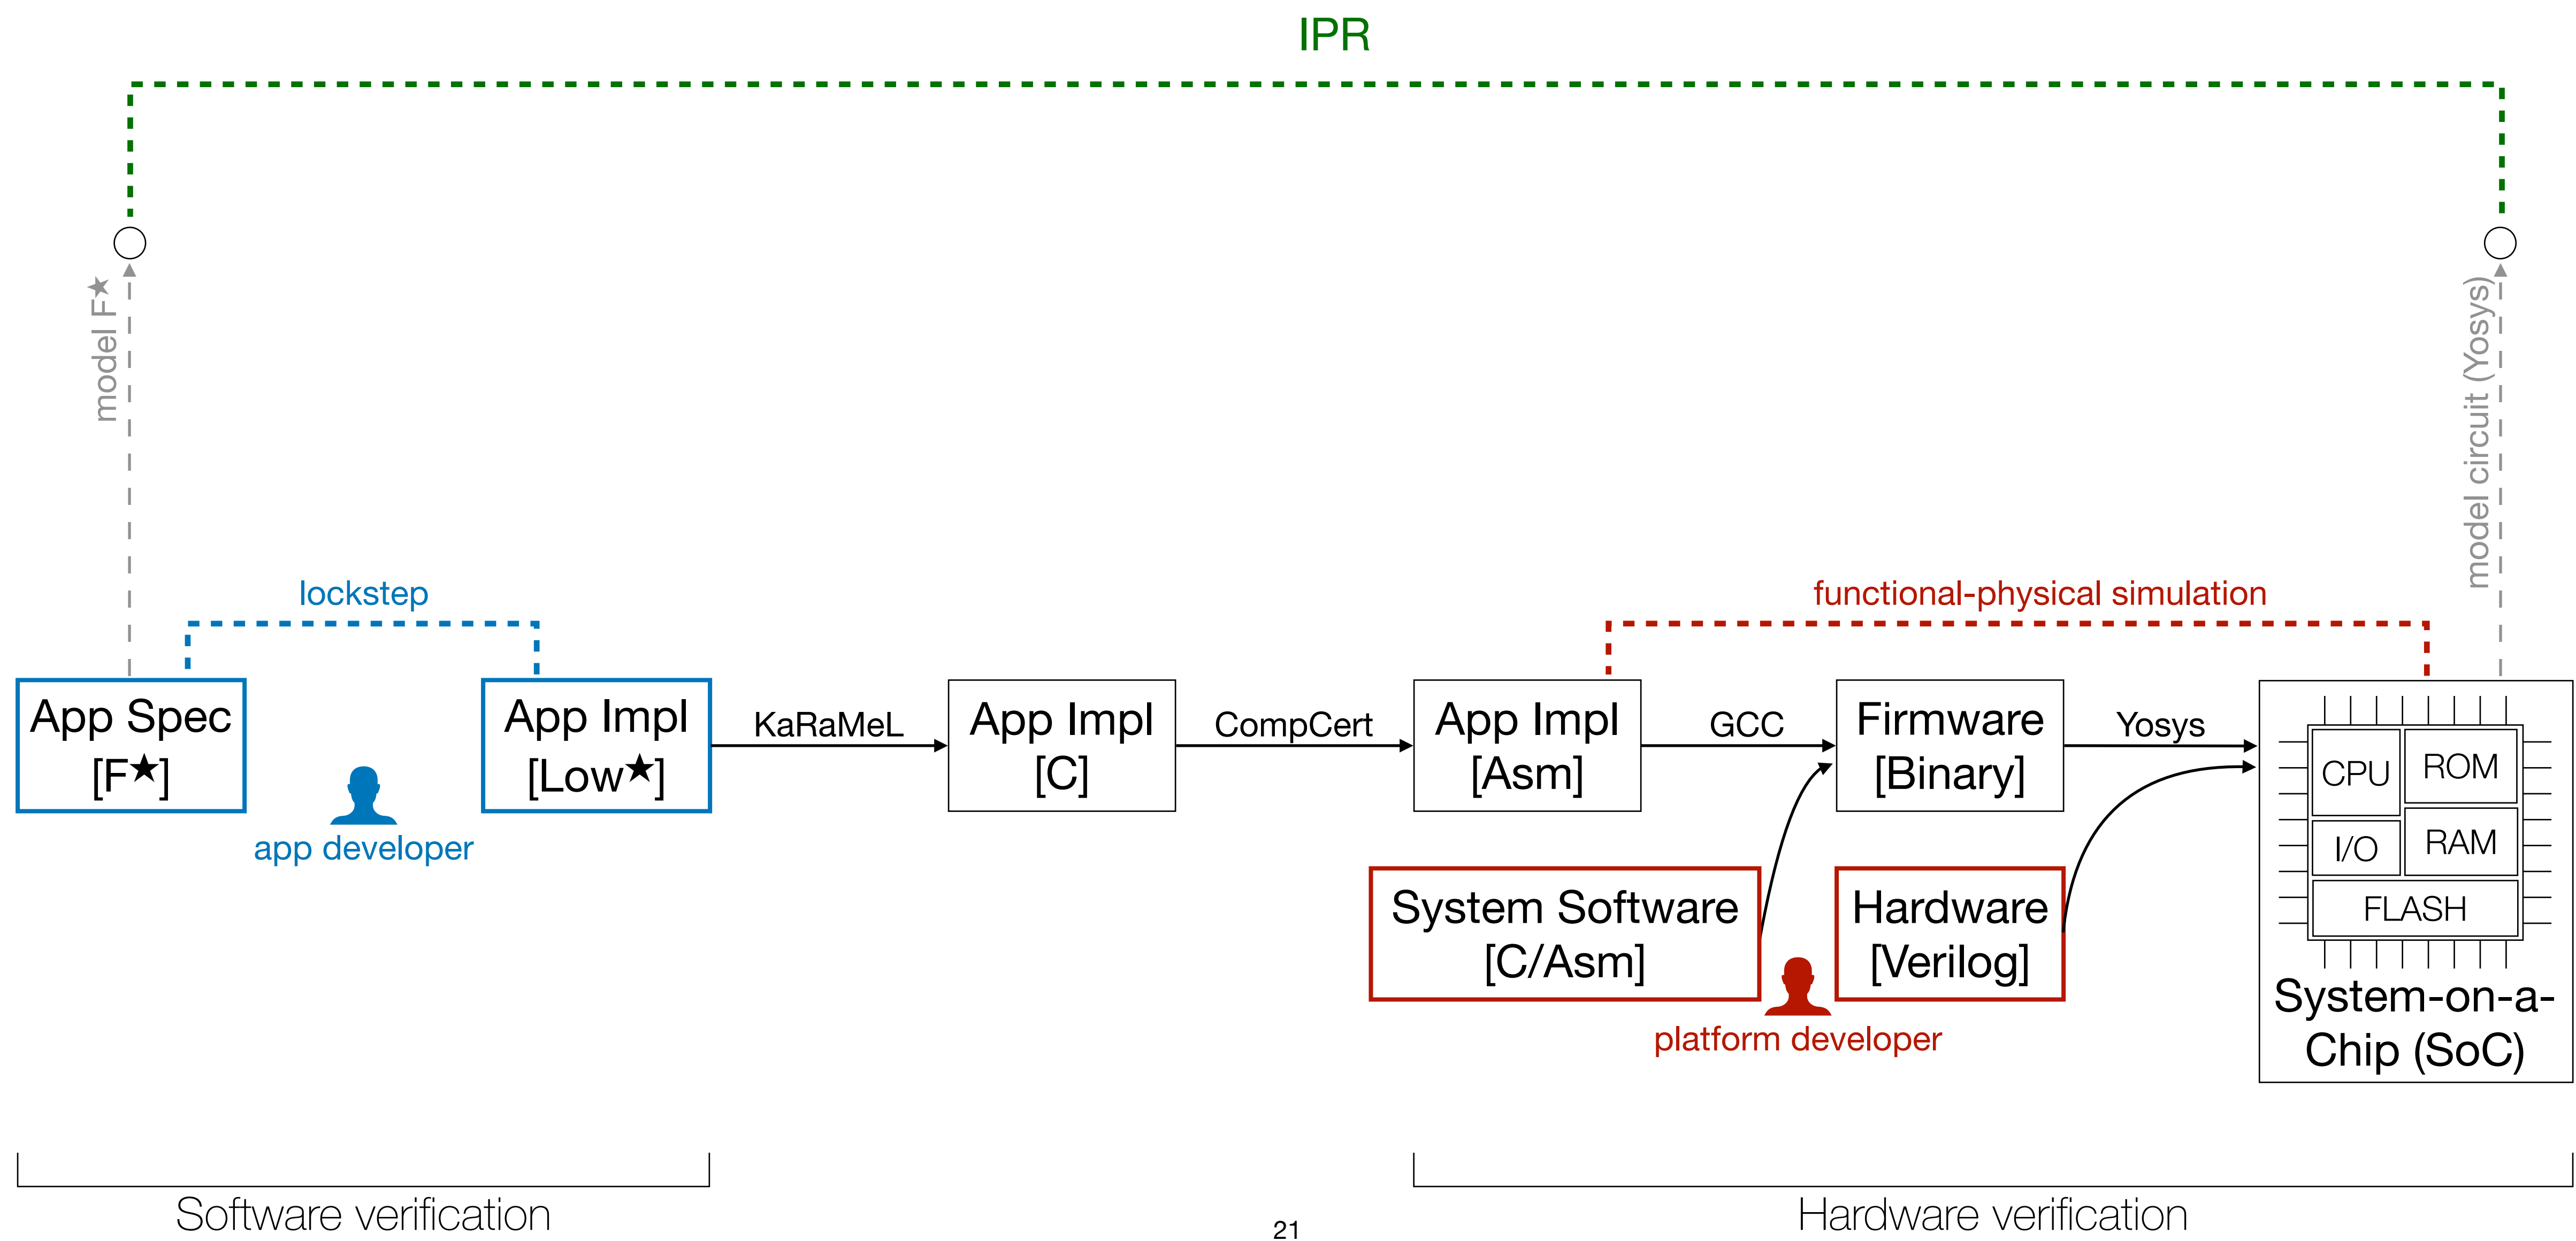 IPR
model F★
model circuit (Yosys)
lockstep
functional-physical simulation
App Spec
[F★]
App Impl
[Low★]
KaRaMeL
App Impl
[C]
CompCert
App Impl
[Asm]
GCC
Firmware
[Binary]
Yosys
CPU
ROM
I/O
RAM
FLASH
System-on-a-
Chip (SoC)
app developer
System Software
[C/Asm]
Hardware
[Verilog]
platform developer
Software verification
Hardware verification
21